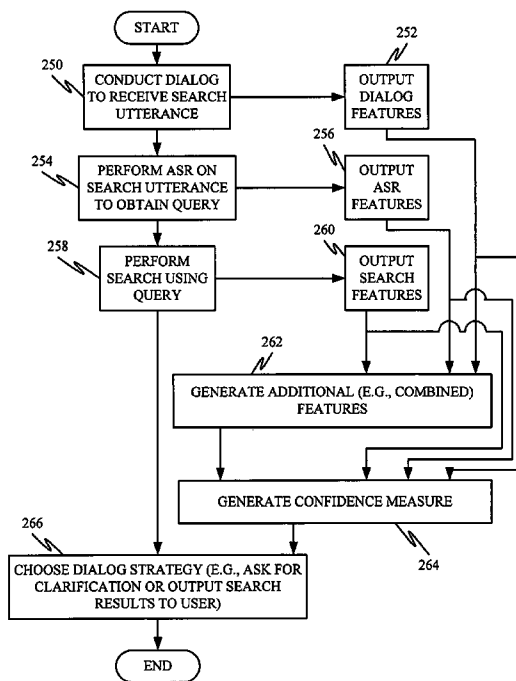 START
250
CONDUCT DIALOG
TO RECEIVE SEARCH
UTTERANCE
252
OUTPUT
DIALOG
FEATURES
254
PERFORM ASR ON
SEARCH UTTERANCE
TO OBTAIN QUERY
256
OUTPUT
ASR
FEATURES
258
PERFORM
SEARCH USING
QUERY
260
OUTPUT
SEARCH
FEATURES
262
GENERATE ADDITIONAL (E.G., COMBINED)
FEATURES
GENERATE CONFIDENCE MEASURE
264
266
CHOOSE DIALOG STRATEGY (E.G., ASK FOR
CLARIFICATION OR OUTPUT SEARCH
RESULTS TO USER)
END